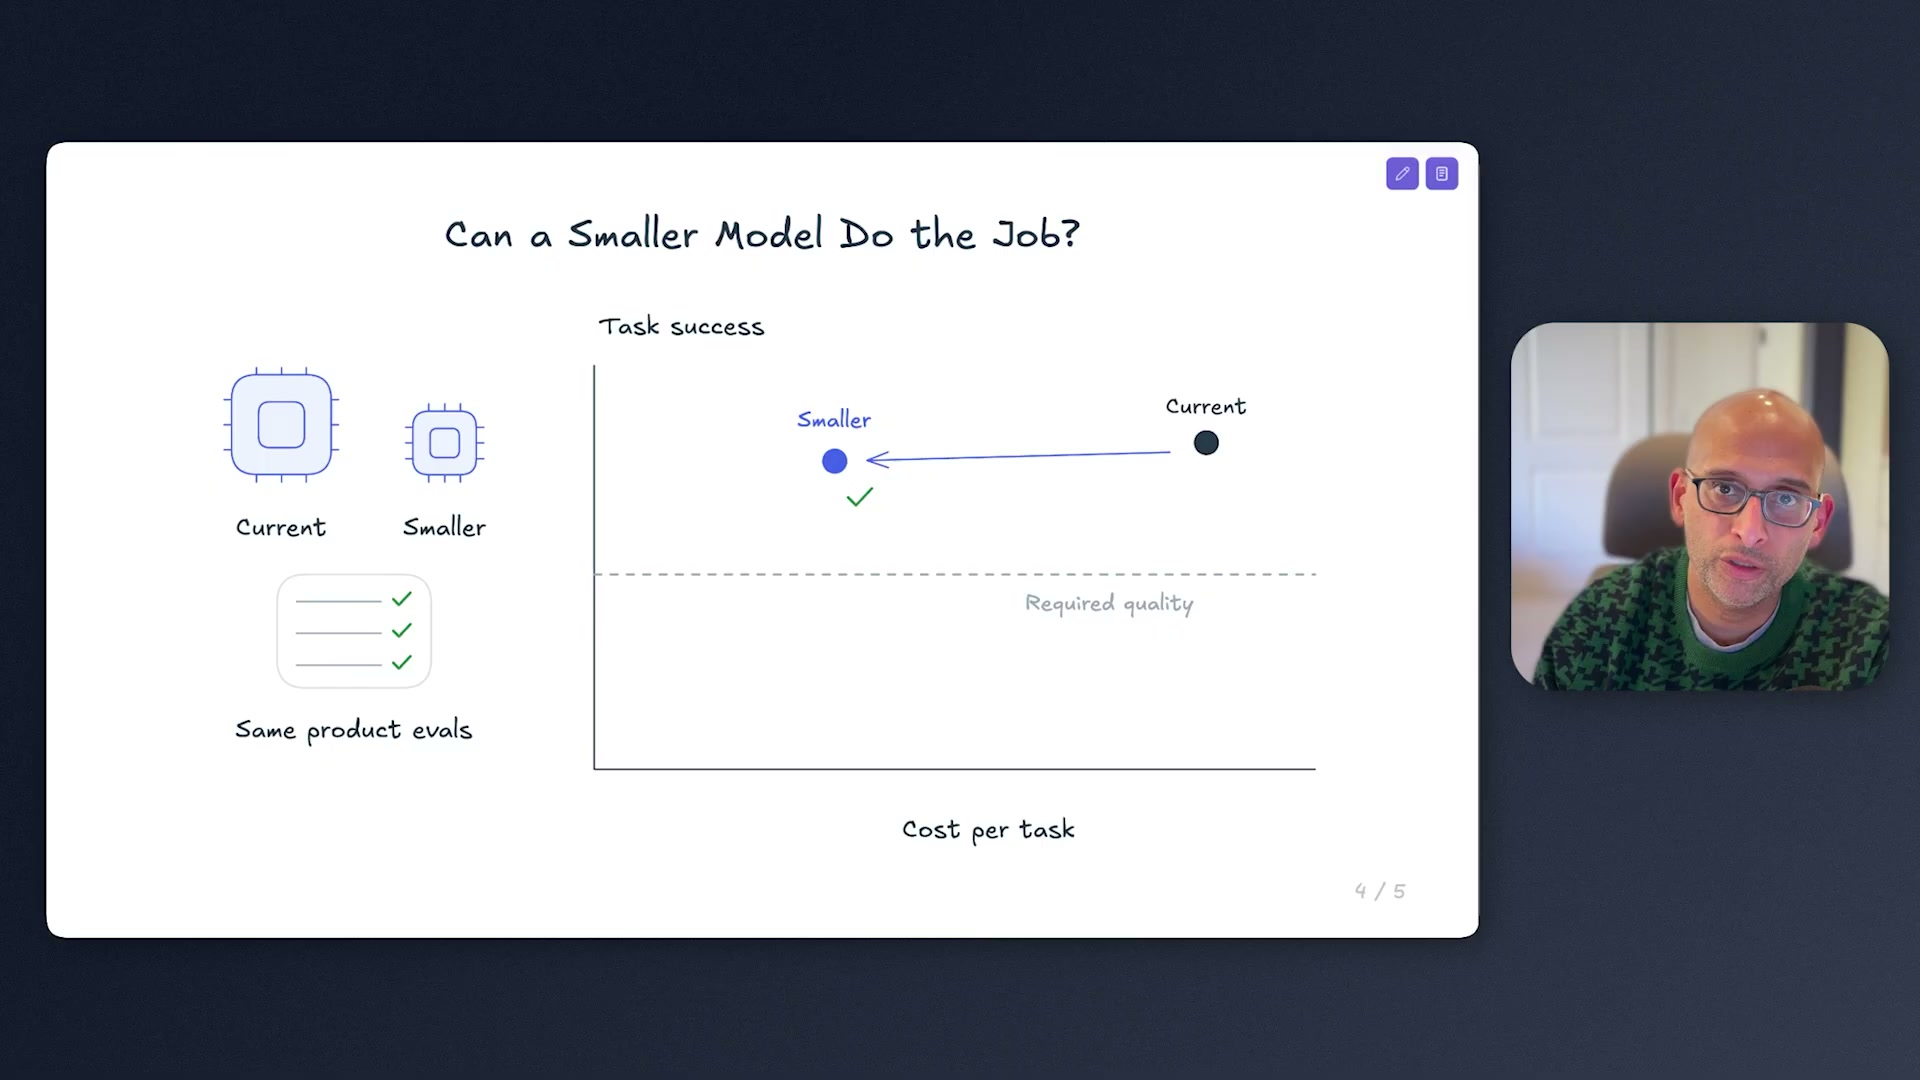 Can a Smaller Model Do the Job?
Task success
Smaller
Current
Current
Smaller
Required quality
Same product evals
Cost per task
4 / 5